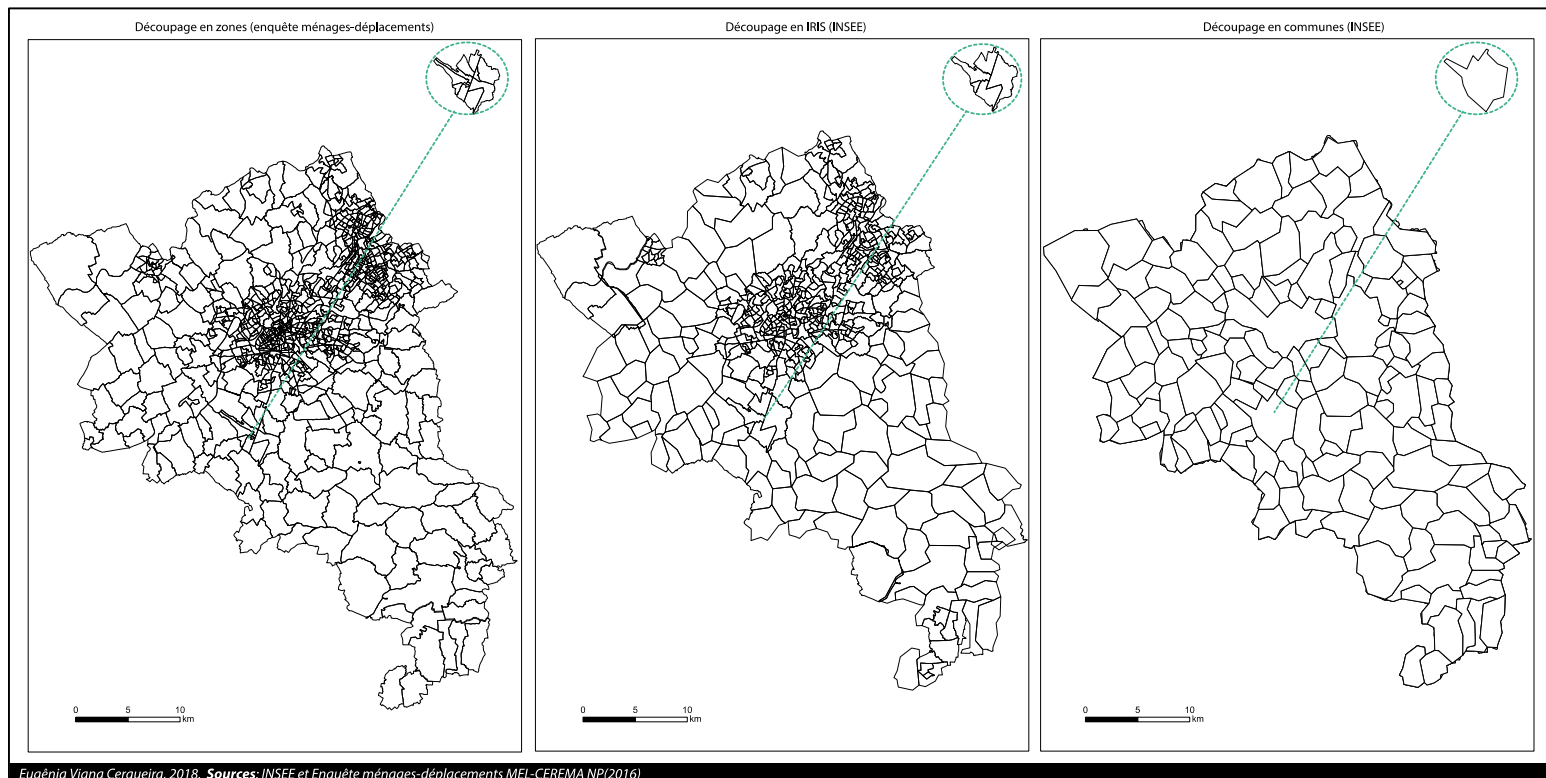 Découpage en zones (enquête ménages-déplacements)
Découpage en IRIS (INSEE)
Découpage en communes (INSEE)
0 5 10
km
0 5 10
km
0 5 10
km
Eugênia Viana Cerqueira, 2018. Sources: INSEE et Enquête ménages-déplacements MEL-CEREMA NP(2016)